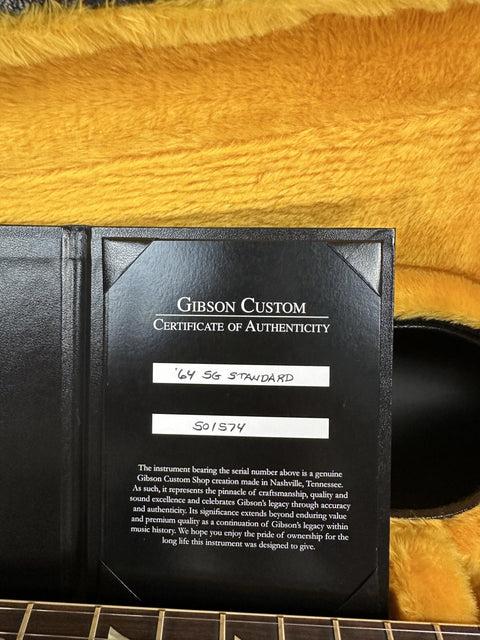 GIBSON CUSTOM
CERTIFICATE OF AUTHENTICITY
'64 SG STANDARD
501574
The instrument bearing the serial number above is a genuine
Gibson Custom Shop creation made in Nashville, Tennessee.
As such, it represents the pinnacle of craftsmanship, quality and
sound excellence and celebrates Gibson's legacy through accuracy
and authenticity. Its significance extends beyond enduring value
and premium quality as a continuation of Gibson's legacy within
music history. We hope you enjoy the pride of ownership for the
long life this instrument was designed to give.